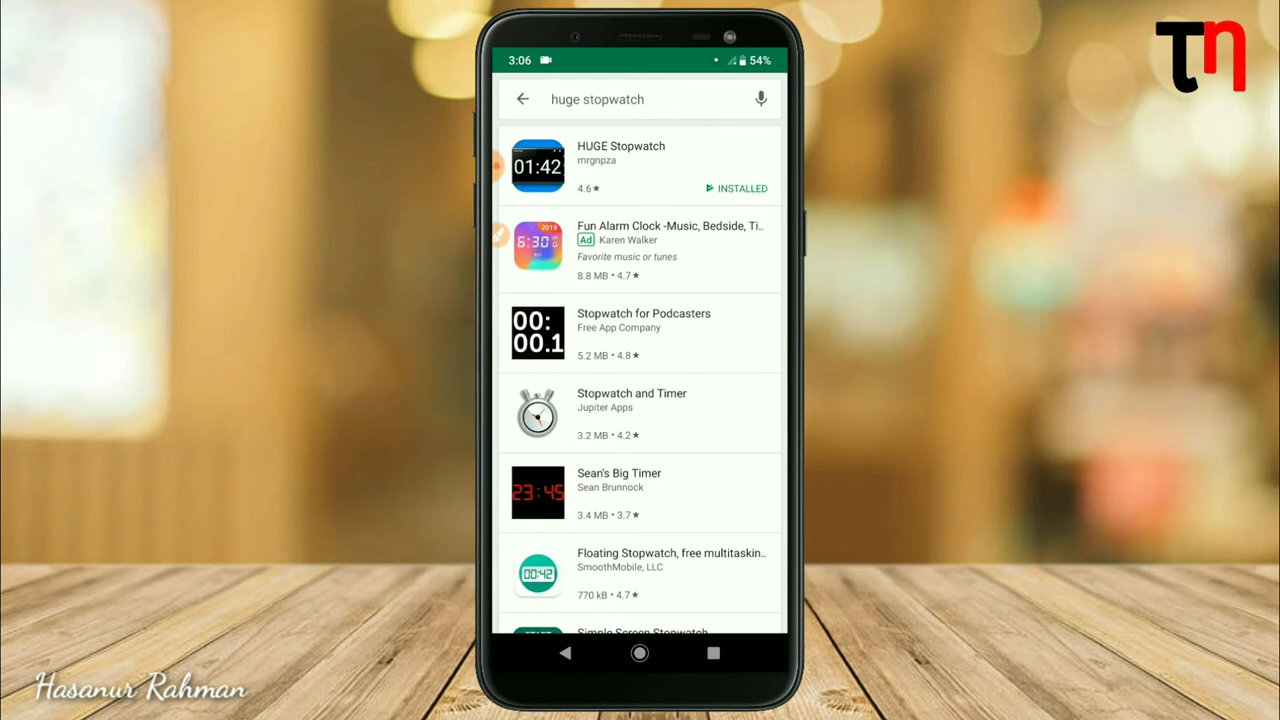 3:06 54%
huge stopwatch
01:42
HUGE Stopwatch
mrgnpza
4.6★ INSTALLED
2019
6:30
Fun Alarm Clock -Music, Bedside, Ti..
Ad Karen Walker
Favorite music or tunes
8.8 MB • 4.7★
00:
00.1
Stopwatch for Podcasters
Free App Company
5.2 MB • 4.8★
Stopwatch and Timer
Jupiter Apps
3.2 MB • 4.2★
23:45
Sean's Big Timer
Sean Brunnock
3.4 MB • 3.7★
00:42
Floating Stopwatch, free multitaskin..
SmoothMobile, LLC
770 kB • 4.7★
Simple Screen Stopwatch
Tn
Hasanur Rahman